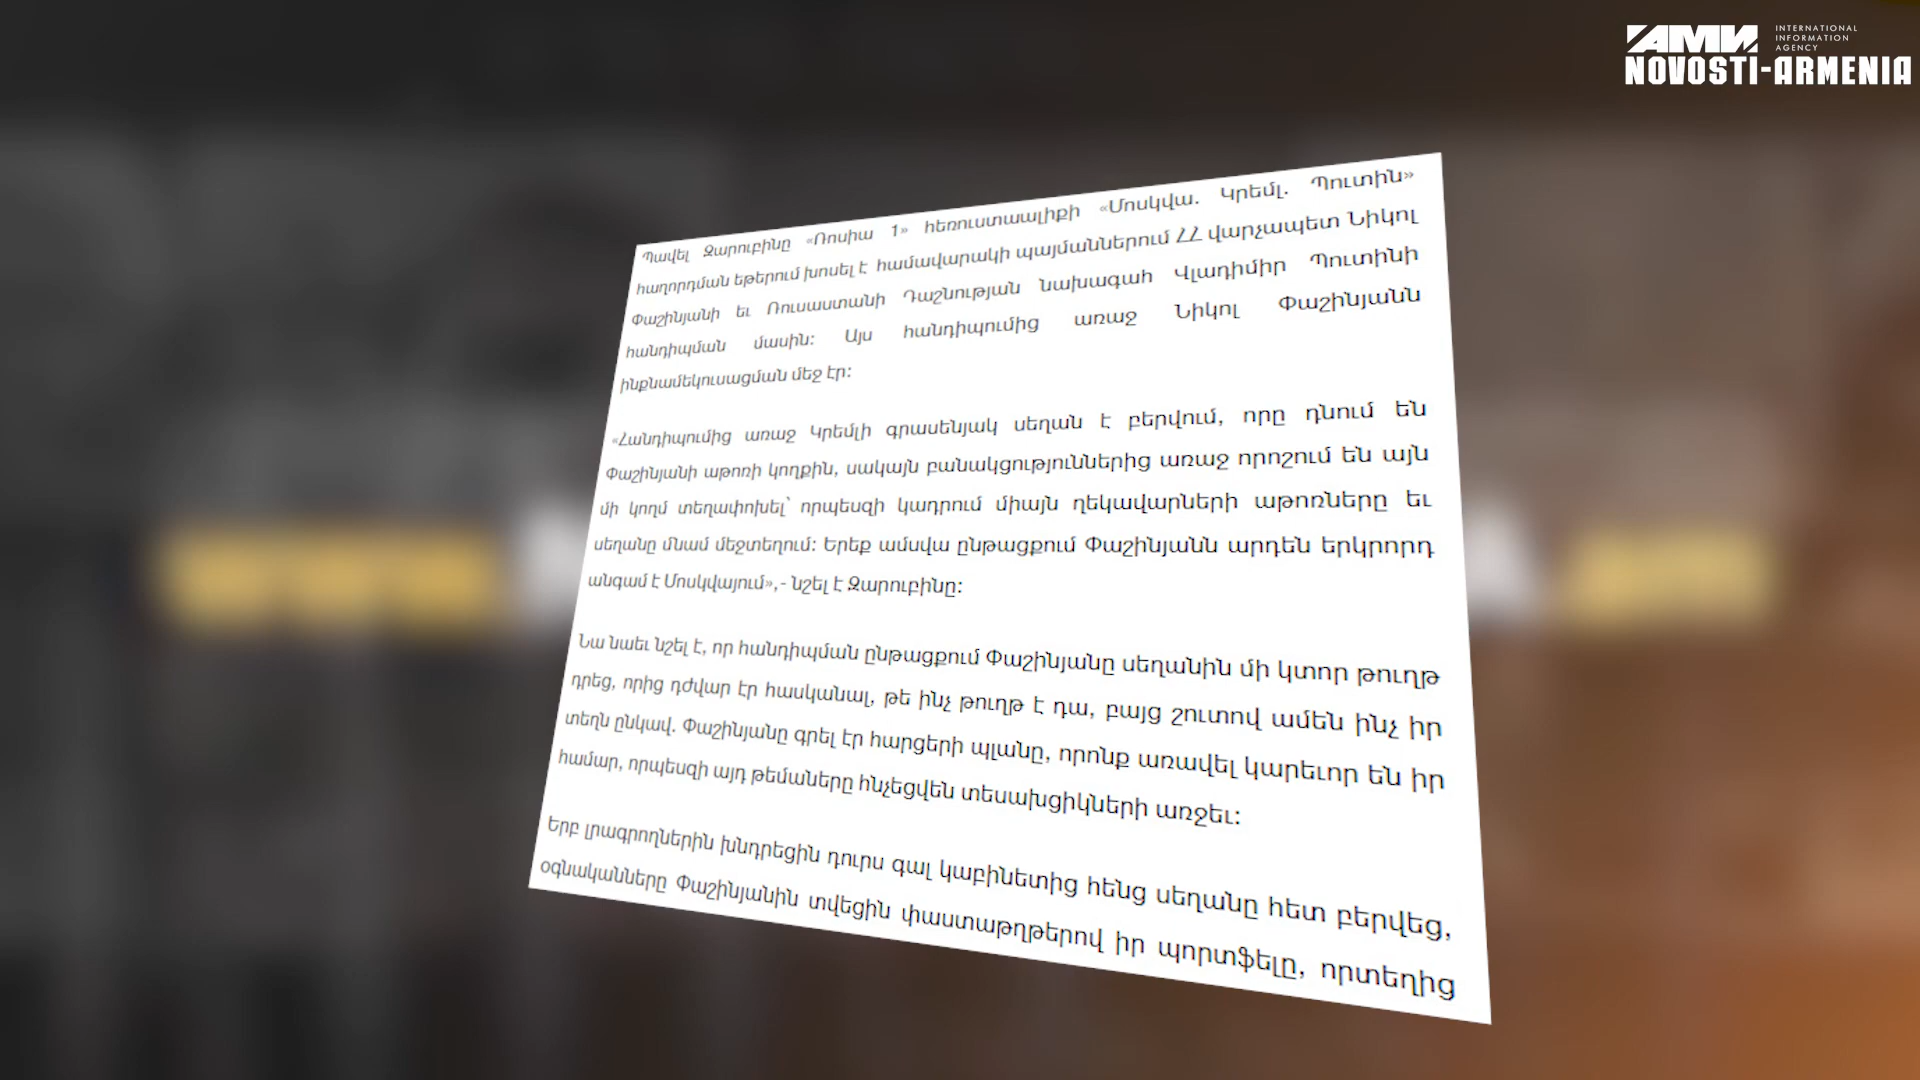 АМИ INTERNATIONAL
INFORMATION
AGENCY
NOVOSTI-ARMENIA
Պավել Զարուբինը «Ռոսիա 1» հեռուստաալիքի «Մոսկվա. Կրեմլ. Պուտին»
հաղորդման եթերում խոսել է համավարակի պայմաններում ՀՀ վարչապետ Նիկոլ
Փաշինյանի եւ Ռուսաստանի Դաշնության նախագահ Վլադիմիր Պուտինի
հանդիպման մասին: Այս հանդիպումից առաջ Նիկոլ Փաշինյանն
ինքնամեկուսացման մեջ էր:
«Հանդիպումից առաջ Կրեմլի գրասենյակ սեղան է բերվում, որը դնում են
Փաշինյանի աթոռի կողքին, սակայն բանակցություններից առաջ որոշում են այն
մի կողմ տեղափոխել՝ որպեսզի կադրում միայն ղեկավարների աթոռները եւ
սեղանը մնամ մեջտեղում: Երեք ամսվա ընթացքում Փաշինյանն արդեն երկրորդ
անգամ է Մոսկվայում»,- նշել է Զարուբինը:
Նա նաեւ նշել է, որ հանդիպման ընթացքում Փաշինյանը սեղանին մի կտոր թուղթ
դրեց, որից դժվար էր հասկանալ, թե ինչ թուղթ է դա, բայց շուտով ամեն ինչ իր
տեղն ընկավ. Փաշինյանը գրել էր հարցերի պլանը, որոնք առավել կարեւոր են իր
համար, որպեսզի այդ թեմաները հնչեցվեն տեսախցիկների առջեւ:
Երբ լրագրողներին խնդրեցին դուրս գալ կաբինետից հենց սեղանը հետ բերվեց,
օգնականները Փաշինյանին տվեցին փաստաթղթերով իր պորտֆելը, որտեղից